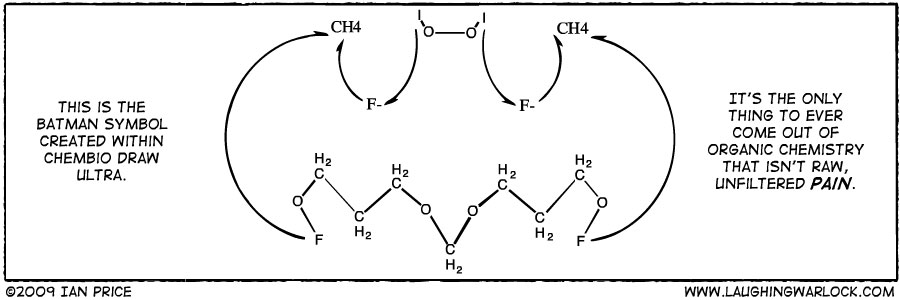 THIS IS THE
BATMAN SYMBOL
CREATED WITHIN
CHEMBIO DRAW
ULTRA.
CH4
I
I
O
O
CH4
F-
F-
H2
C
H2
C
H2
C
H2
C
O
C
H2
O
O
C
H2
O
F
C
H2
F
IT'S THE ONLY
THING TO EVER
COME OUT OF
ORGANIC CHEMISTRY
THAT ISN'T RAW,
UNFILTERED PAIN.
©2009 IAN PRICE
WWW.LAUGHINGWARLOCK.COM